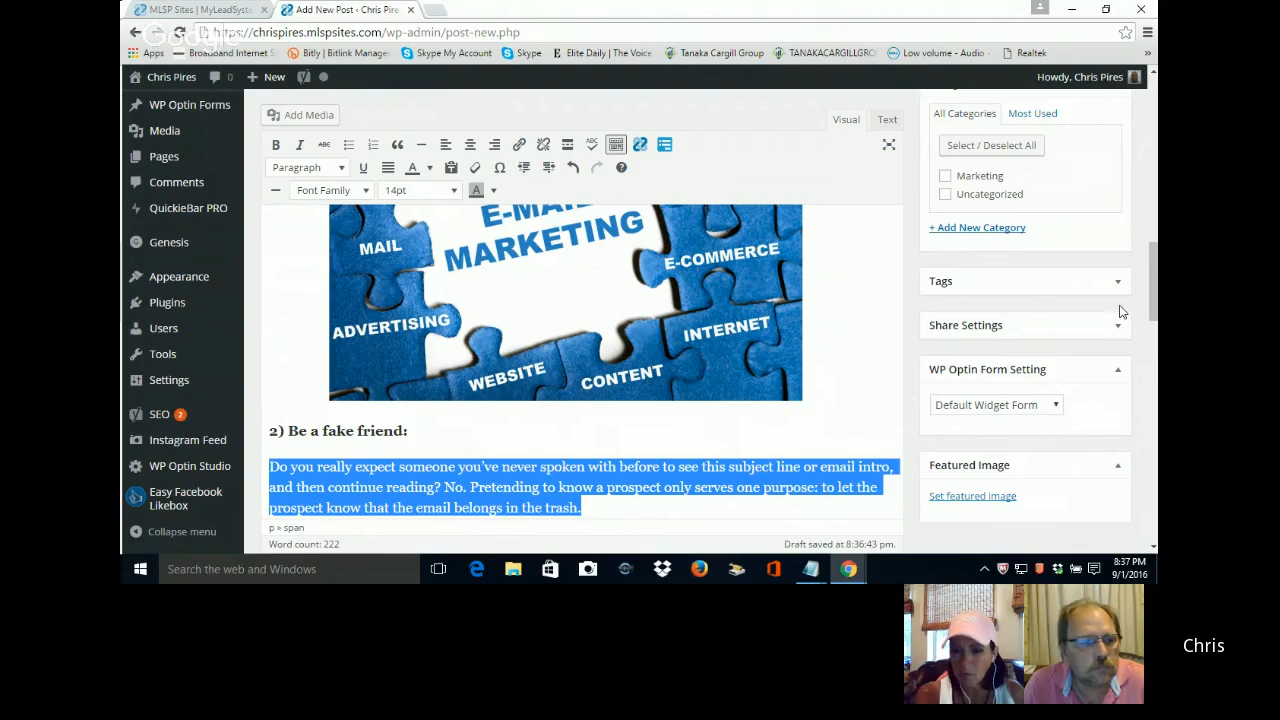 MLSP Sites | MyLeadSyst
Add New Post ‹ Chris Pire
https://chrispires.mlspsites.com/wp-admin/post-new.php
Apps
Broadband Internet S
Bitly | Bitlink Manager
Skype My Account
Skype
E Elite Daily | The Voice
Tanaka Cargill Group
TANAKACARGILLGRO
Low volume - Audio
Realtek
»
Chris Pires
0
+ New
Howdy, Chris Pires
WP Optin Forms
Media
Pages
Comments
QuickieBar PRO
Genesis
Appearance
Plugins
Users
Tools
Settings
SEO 2
Instagram Feed
WP Optin Studio
Easy Facebook
Likebox
Collapse menu
Add Media
Visual
Text
B I ABC
ABC
Paragraph
U
A
Ω
?
Font Family
14pt
A
E-MAIL
MARKETING
MAIL
E-COMMERCE
ADVERTISING
INTERNET
WEBSITE
CONTENT
2) Be a fake friend:
Do you really expect someone you've never spoken with before to see this subject line or email intro,
and then continue reading? No. Pretending to know a prospect only serves one purpose: to let the
prospect know that the email belongs in the trash.
p » span
Word count: 222
Draft saved at 8:36:43 pm.
All Categories
Most Used
Select / Deselect All
Marketing
Uncategorized
+ Add New Category
Tags
Share Settings
WP Optin Form Setting
Default Widget Form
Featured Image
Set featured image
Search the web and Windows
8:37 PM
9/1/2016
Chris